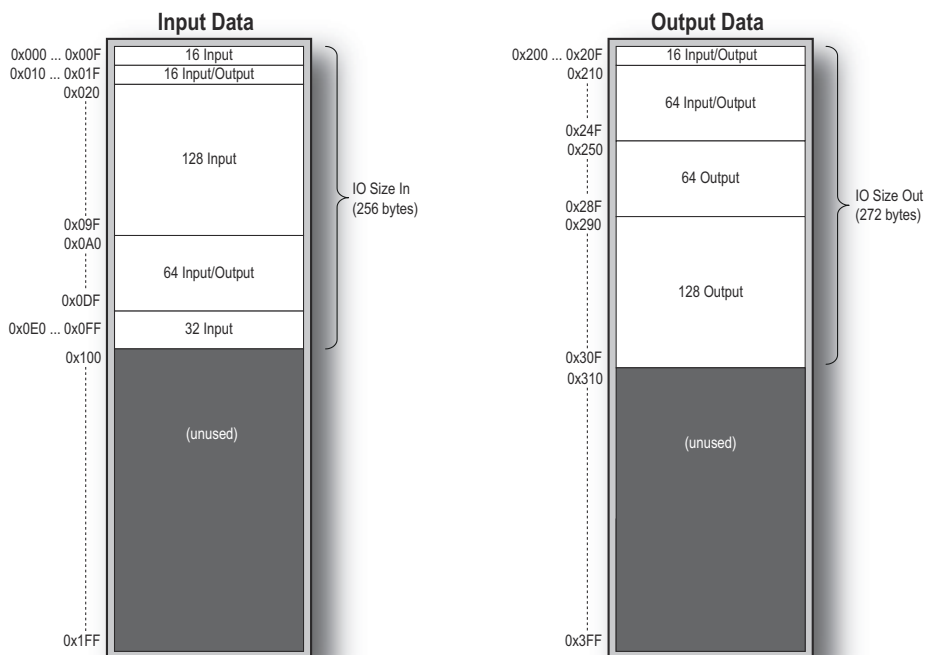 Input Data
0x000 ... 0x00F
16 Input
0x010 ... 0x01F
16 Input/Output
0x020
128 Input
0x09F
0x0A0
64 Input/Output
0x0DF
0x0E0 ... 0x0FF
32 Input
0x100
(unused)
0x1FF
IO Size In
(256 bytes)
Output Data
0x200 ... 0x20F
16 Input/Output
0x210
64 Input/Output
0x24F
0x250
64 Output
0x28F
0x290
128 Output
0x30F
0x310
(unused)
0x3FF
IO Size Out
(272 bytes)